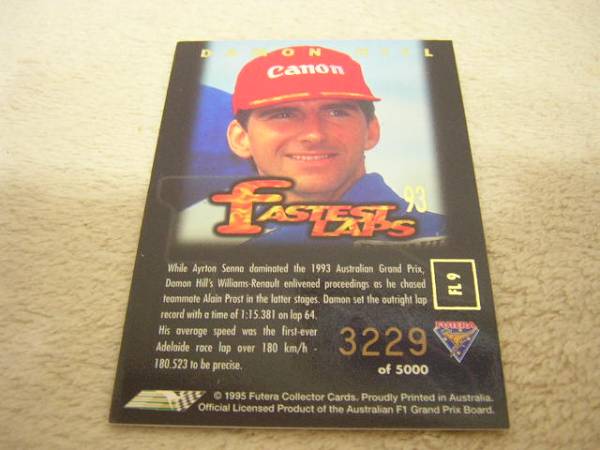 DAMON HILL
Canon
93
FASTEST
LAPS
While Ayrton Senna dominated the 1993 Australian Grand Prix,
Damon Hill's Williams-Renault enlivened proceedings as he chased
teammate Alain Prost in the latter stages. Damon set the outright lap
record with a time of 1:15.381 on lap 64.
His average speed was the first-ever
Adelaide race lap over 180 km/h -
180.523 to be precise.
FL 9
3229
of 5000
FUTERA
© 1995 Futera Collector Cards. Proudly Printed in Australia.
Official Licensed Product of the Australian F1 Grand Prix Board.